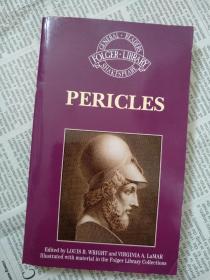 GENERAL · READER'S
FOLGER · LIBRARY
SHAKESPEARE
PERICLES
Edited by LOUIS B. WRIGHT and VIRGINIA A. LaMAR
Illustrated with material in the Folger Library Collections